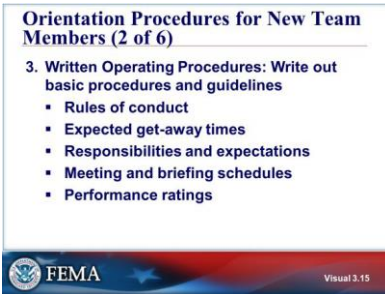 Orientation Procedures for New Team
Members (2 of 6)
3. Written Operating Procedures: Write out
basic procedures and guidelines
▪ Rules of conduct
▪ Expected get-away times
▪ Responsibilities and expectations
▪ Meeting and briefing schedules
▪ Performance ratings
FEMA
Visual 3.15